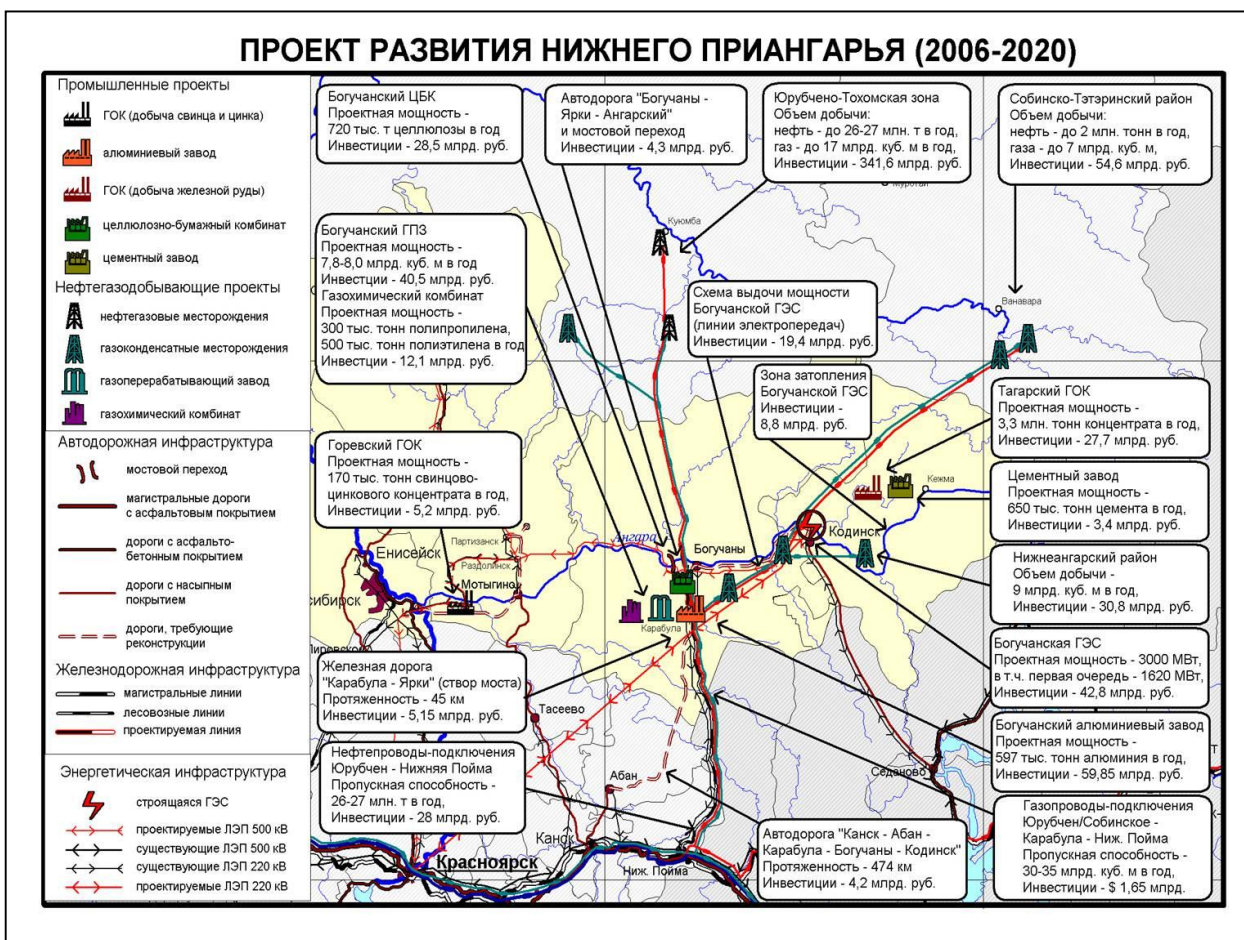 ПРОЕКТ РАЗВИТИЯ НИЖНЕГО ПРИАНГАРЬЯ (2006-2020)
Промышленные проекты
ГОК (добыча свинца и цинка)
алюминиевый завод
ГОК (добыча железной руды)
целлюлозно-бумажный комбинат
цементный завод
Нефтегазодобывающие проекты
нефтегазовые месторождения
газоконденсатные месторождения
газоперерабатывающий завод
газохимический комбинат
Автодорожная инфраструктура
мостовой переход
магистральные дороги
с асфальтовым покрытием
дороги с асфальто-
бетонным покрытием
дороги с насыпным
покрытием
дороги, требующие
реконструкции
Железнодорожная инфраструктура
магистральные линии
лесовозные линии
проектируемая линия
Энергетическая инфраструктура
строящаяся ГЭС
проектируемые ЛЭП 500 кВ
существующие ЛЭП 500 кВ
существующие ЛЭП 220 кВ
проектируемые ЛЭП 220 кВ
Богучанский ЦБК
Проектная мощность -
720 тыс. т целлюлозы в год
Инвестиции - 28,5 млрд. руб.
Автодорога "Богучаны -
Ярки - Ангарский"
и мостовой переход
Инвестиции - 4,3 млрд. руб.
Юрубчено-Тохомская зона
Объем добычи:
нефть - до 26-27 млн. т в год,
газ - до 17 млрд. куб. м в год,
Инвестиции - 341,6 млрд. руб.
Собинско-Тэтэринский район
Объем добычи:
нефть - до 2 млн. тонн в год,
газа - до 7 млрд. куб. м,
Инвестиции - 54,6 млрд. руб.
Богучанский ГПЗ
Проектная мощность -
7,8-8,0 млрд. куб. м в год
Инвестиции - 40,5 млрд. руб.
Газохимический комбинат
Проектная мощность -
300 тыс. тонн полипропилена,
500 тыс. тонн полиэтилена в год
Инвестции - 12,1 млрд. руб.
Куюмба
Ванавара
Схема выдочи мощности
Богучанской ГЭС
(линии электропередач)
Инвестиции - 19,4 млрд. руб.
Зона затопления
Богучанской ГЭС
Инвестиции -
8,8 млрд. руб.
Тагарский ГОК
Проектная мощность -
3,3 млн. тонн концентрата в год,
Инвестиции - 27,7 млрд. руб.
Горевский ГОК
Проектная мощность -
170 тыс. тонн свинцово-
цинкового концентрата в год,
Инвестиции - 5,2 млрд. руб.
Цементный завод
Проектная мощность -
650 тыс. тонн цемента в год,
Инвестиции - 3,4 млрд. руб.
Кежма
Кодинск
Ангара
Богучаны
Партизанск
Раздолинск
Мотыгино
Енисейск
Карабула
Нижнеангарский район
Объем добычи -
9 млрд. куб. м в год,
Инвестиции - 30,8 млрд. руб.
Богучанская ГЭС
Проектная мощность - 3000 МВт,
в т.ч. первая очередь - 1620 МВт,
Инвестиции - 42,8 млрд. руб.
Железная дорога
"Карабула - Ярки" (створ моста)
Протяженность - 45 км
Инвестиции - 5,15 млрд. руб.
Тасеево
Богучанский алюминиевый завод
Проектная мощность -
597 тыс. тонн алюминия в год,
Инвестиции - 59,85 млрд. руб.
Седаново
Нефтепроводы-подключения
Юрубчен - Нижняя Пойма
Пропускная способность -
26-27 млн. т в год,
Инвестиции - 28 млрд. руб.
Абан
Канск
Красноярск
Ниж. Пойма
Автодорога "Канск - Абан -
Карабула - Богучаны - Кодинск"
Протяженность - 474 км
Инвестиции - 4,2 млрд. руб.
Газопроводы-подключения
Юрубчен/Собинское -
Карабула - Ниж. Пойма
Пропускная способность -
30-35 млрд. куб. м в год,
Инвестиции - $ 1,65 млрд.